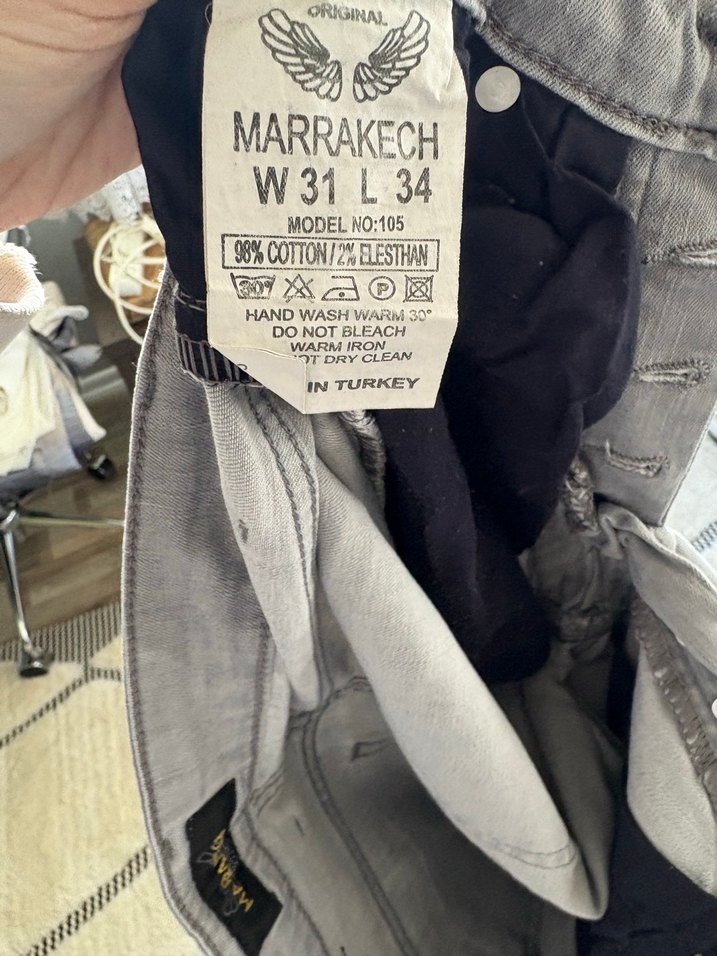 ORIGINAL
MARRAKECH
W 31 L 34
MODEL NO:105
98% COTTON / 2% ELESTHAN
30°
P
HAND WASH WARM 30°
DO NOT BLEACH
WARM IRON
OT DRY CLEAN
IN TURKEY